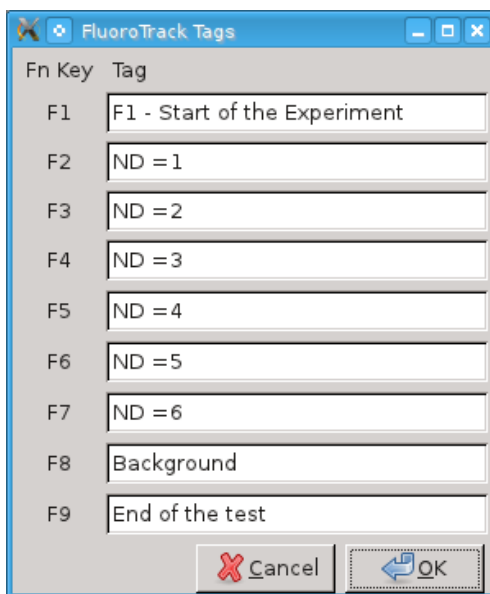 FluoroTrack Tags
Fn Key Tag
F1 F1 - Start of the Experiment
F2 ND =1
F3 ND =2
F4 ND =3
F5 ND =4
F6 ND =5
F7 ND =6
F8 Background
F9 End of the test
Cancel OK